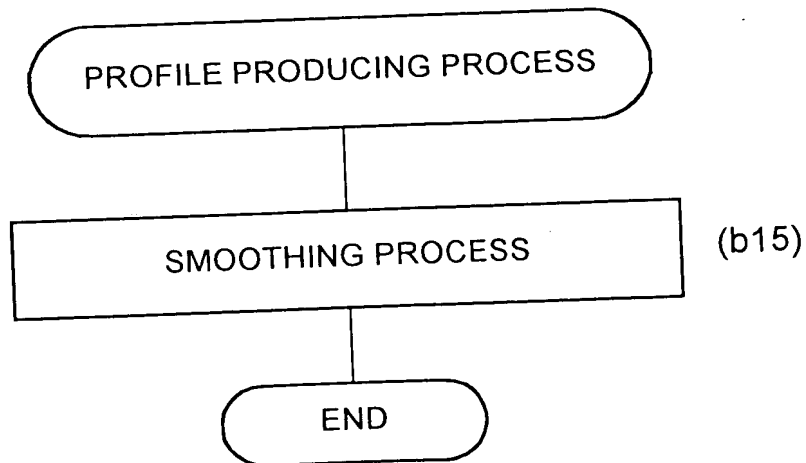 PROFILE PRODUCING PROCESS
SMOOTHING PROCESS
(b15)
END